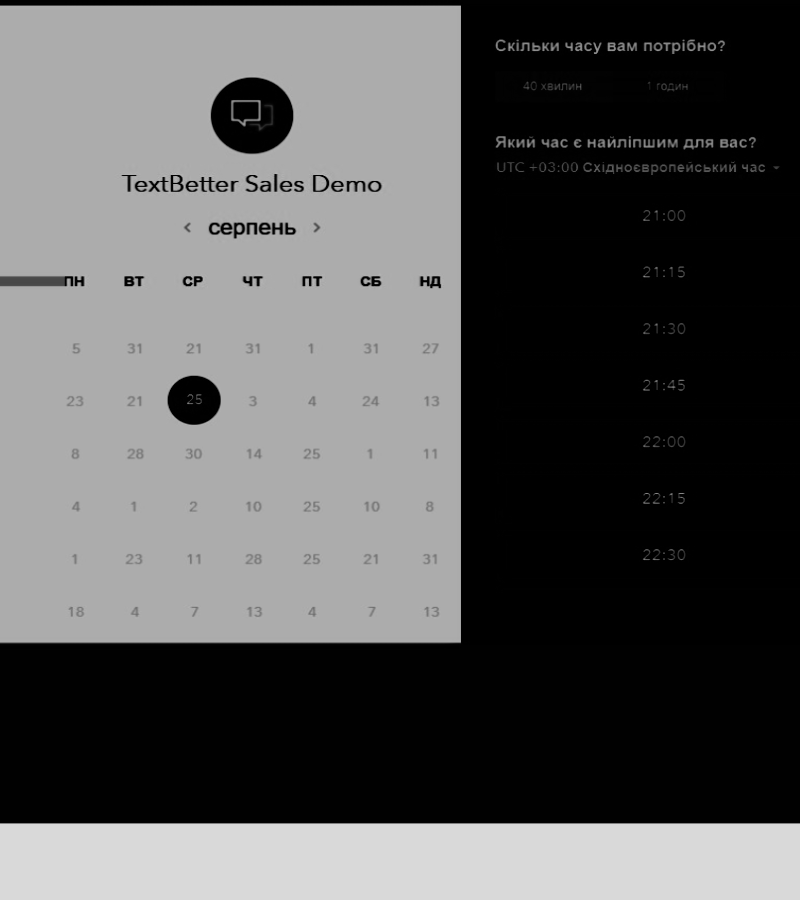 TextBetter Sales Demo
серпень
ПН ВТ СР ЧТ ПТ СБ НД
5 31 21 31 1 31 27
23 21 25 3 4 24 13
8 28 30 14 25 1 11
4 1 2 10 25 10 8
1 23 11 28 25 21 31
18 4 7 13 4 7 13
Скільки часу вам потрібно?
40 хвилин 1 годин
Який час є найліпшим для вас?
UTC +03:00 Східноєвропейський час
21:00
21:15
21:30
21:45
22:00
22:15
22:30